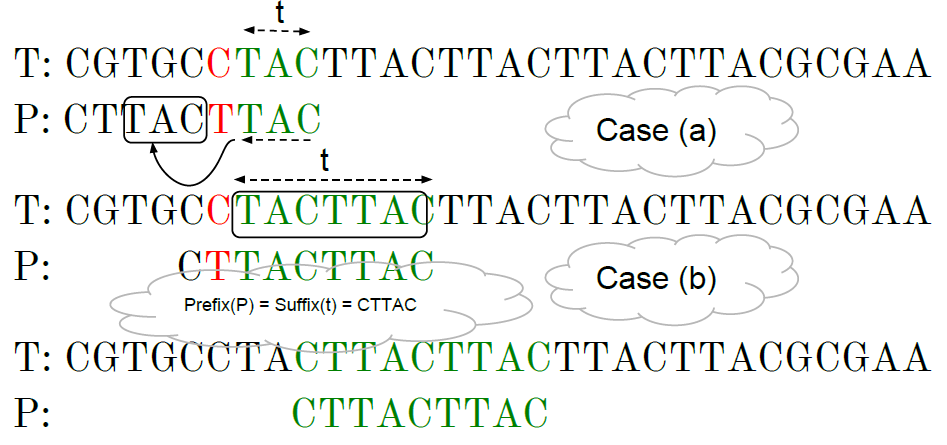 t
T: CGTGCCTACTTACTTACTTACTTACGCGAA
P: CTTACTTAC
Case (a)
t
T: CGTGCCTACTTACTTACTTACTTACGCGAA
P: CTTACTTAC
Case (b)
Prefix(P) = Suffix(t) = CTTAC
T: CGTGCCTACTTACTTACTTACTTACGCGAA
P: CTTACTTAC